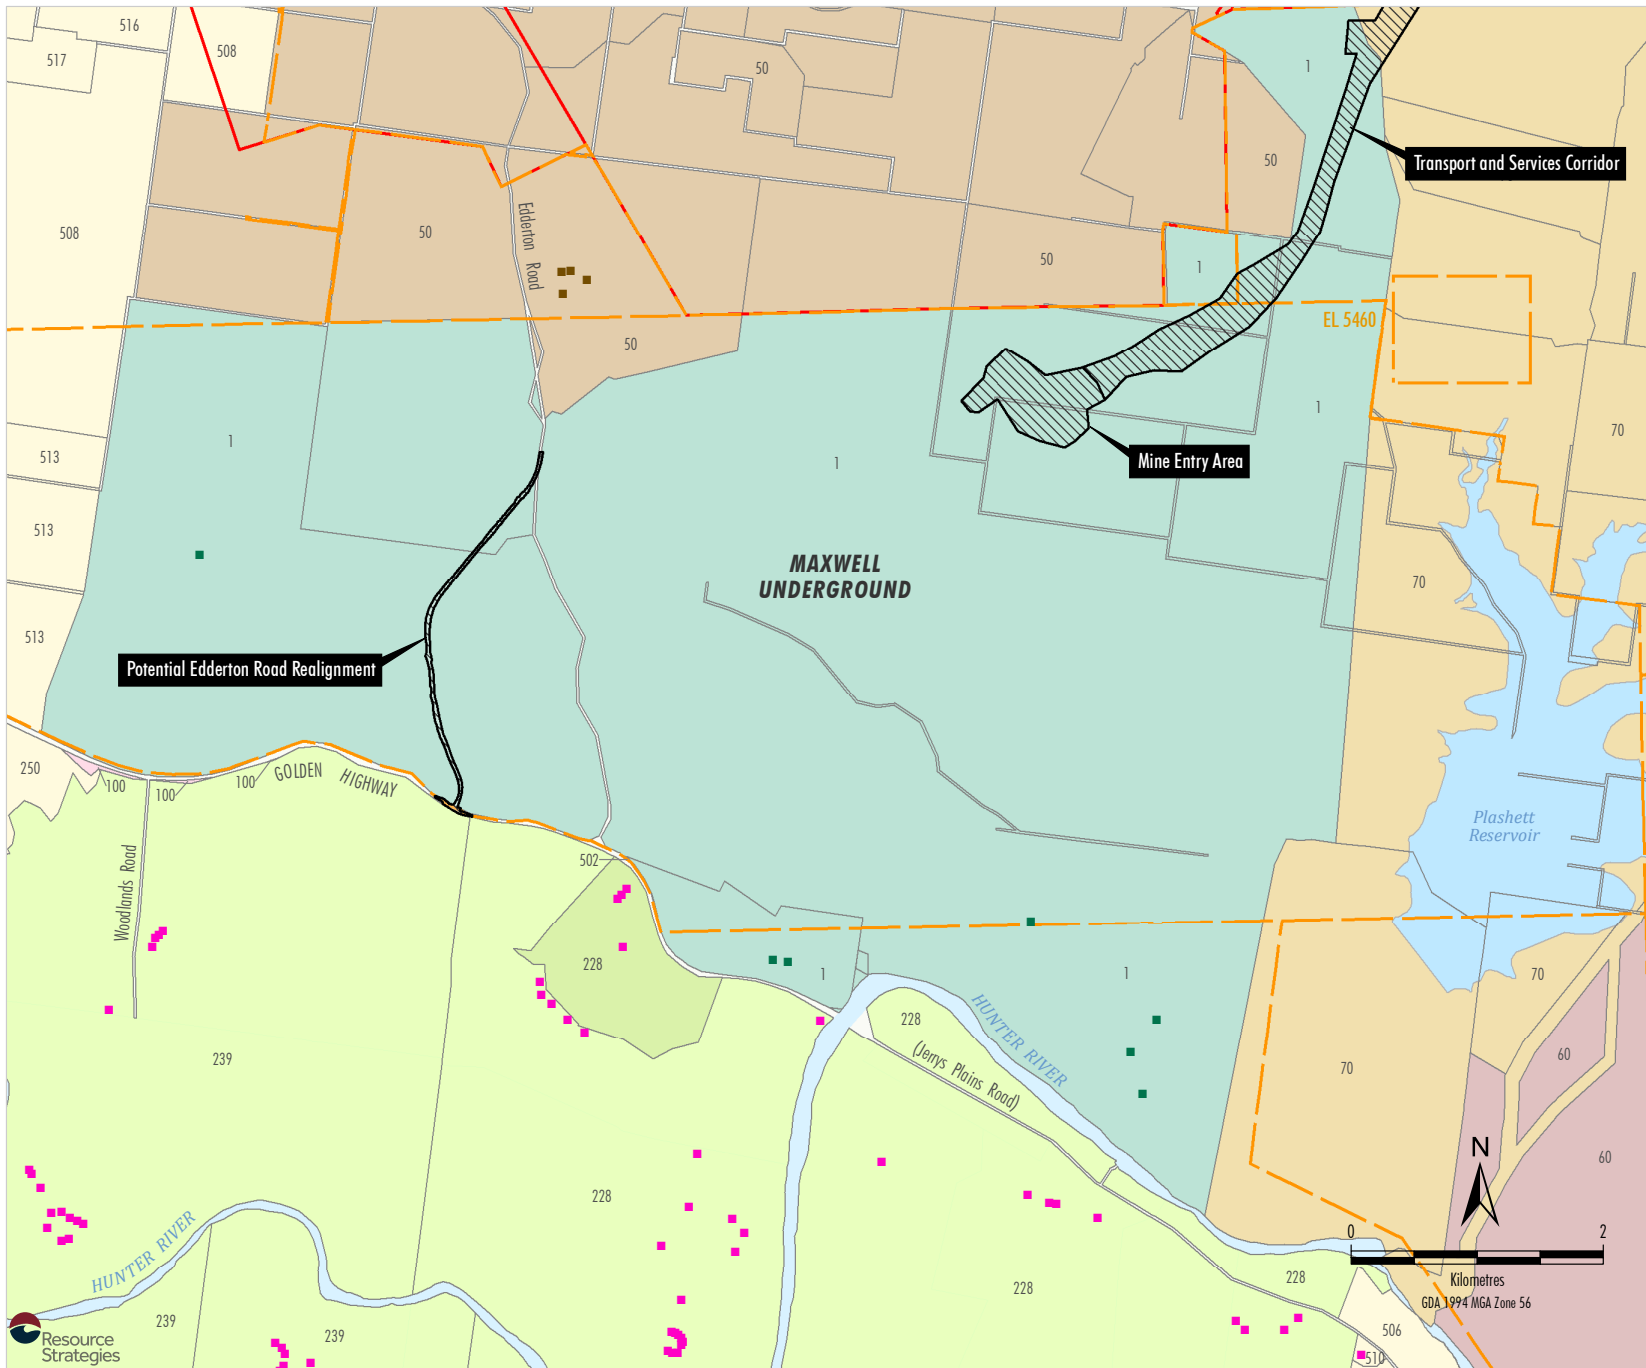 516
508
517
50
1
Transport and Services Corridor
50
508
50
Edderton Road
50
1
EL 5460
50
1
70
1
513
1
Mine Entry Area
513
MAXWELL
UNDERGROUND
70
513
Potential Edderton Road Realignment
250
100
100
100
GOLDEN HIGHWAY
Plashett
Reservoir
502
Woodlands Road
228
1
1
70
HUNTER RIVER
228
(Jerrys Plains Road)
239
70
60
N
60
228
HUNTER RIVER
0
2
Kilometres
GDA 1994 MGA Zone 56
228
228
239
239
506
510
Resource
Strategies